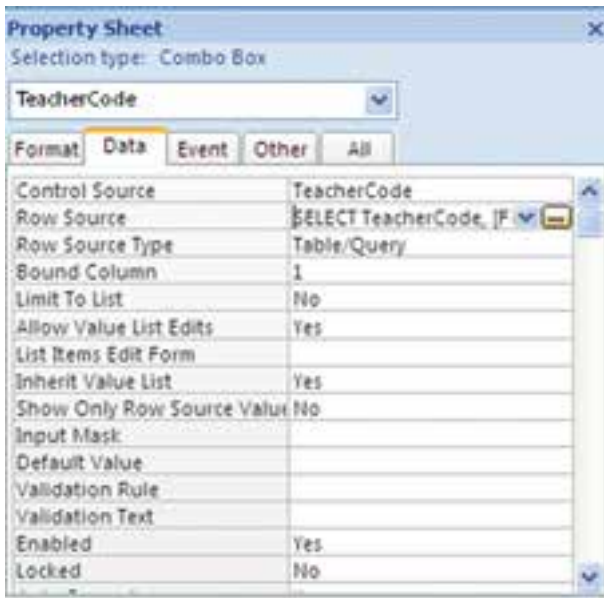 Property Sheet
Selection type: Combo Box
TeacherCode
Format Data Event Other All
Control Source TeacherCode
Row Source SELECT TeacherCode, [F
Row Source Type Table/Query
Bound Column 1
Limit To List No
Allow Value List Edits Yes
List Items Edit Form
Inherit Value List Yes
Show Only Row Source Valu No
Input Mask
Default Value
Validation Rule
Validation Text
Enabled Yes
Locked No